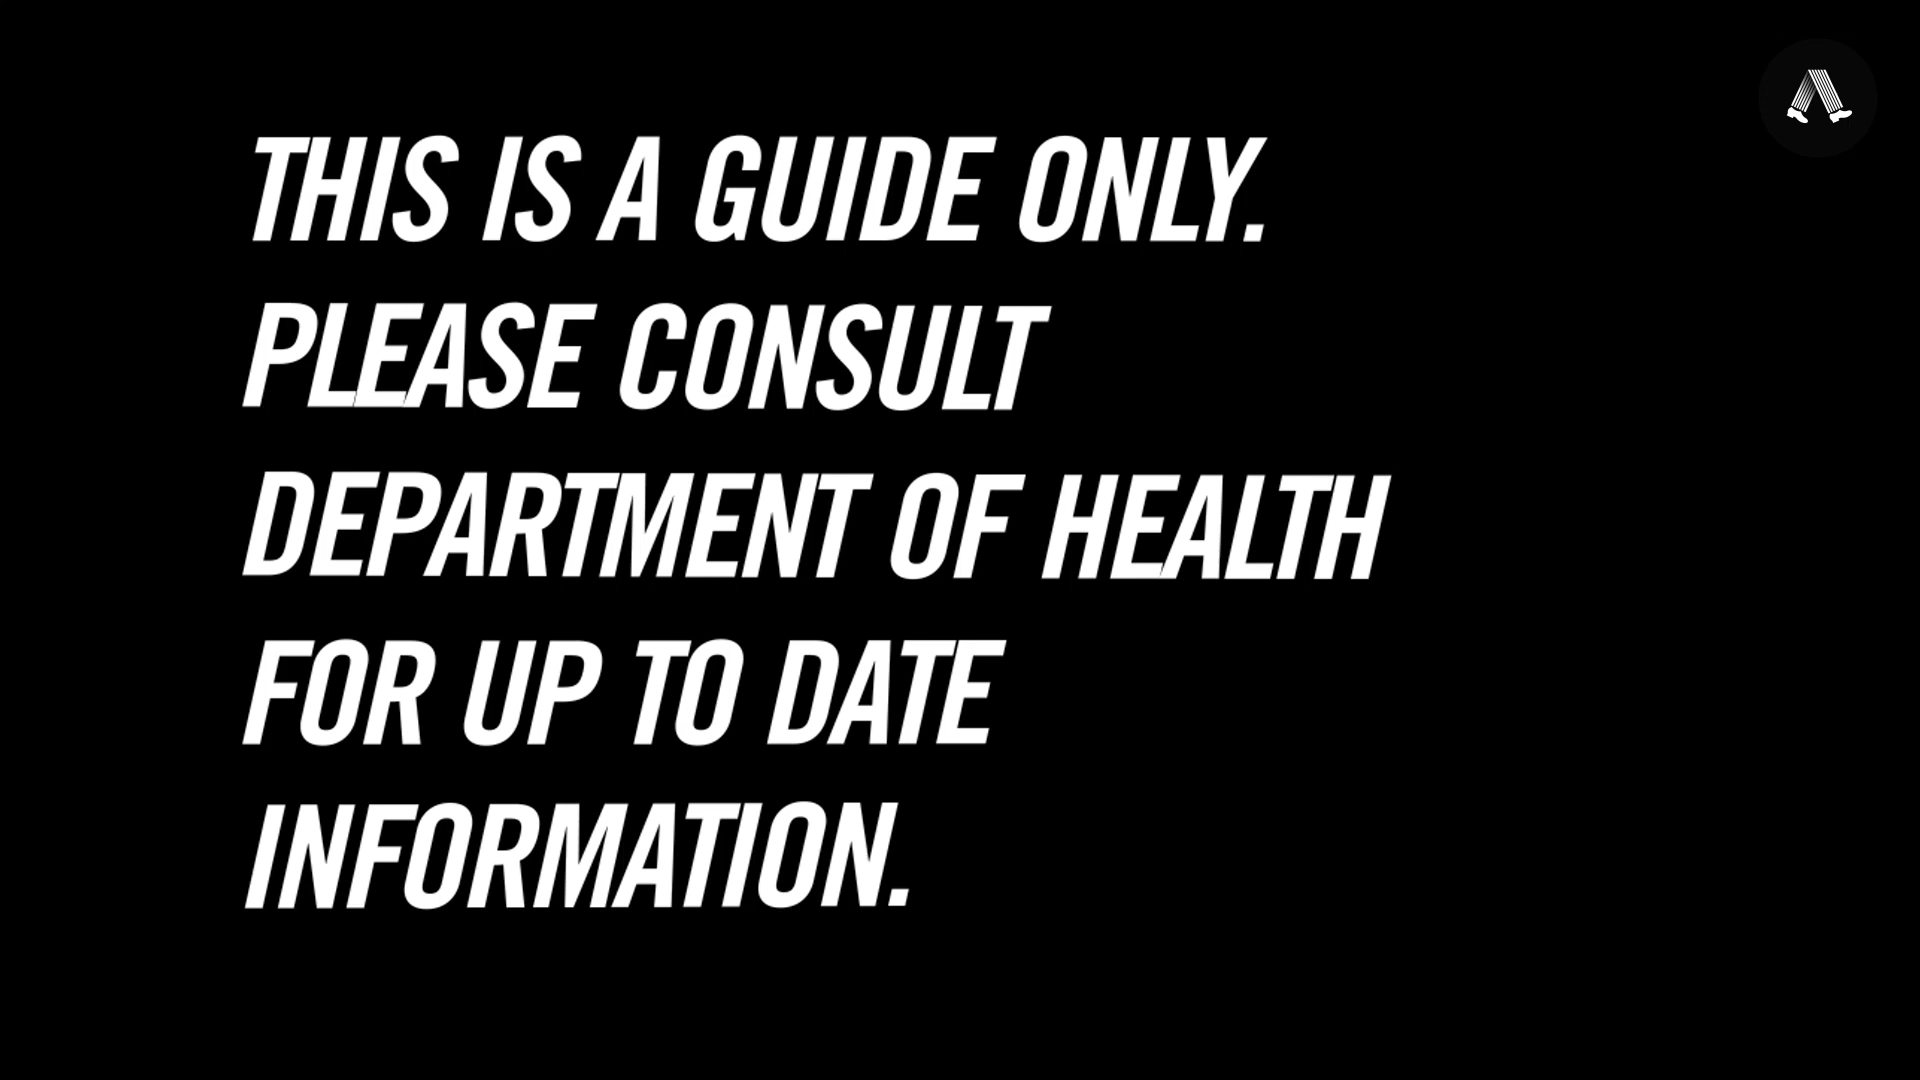 THIS IS A GUIDE ONLY.
PLEASE CONSULT
DEPARTMENT OF HEALTH
FOR UP TO DATE
INFORMATION.